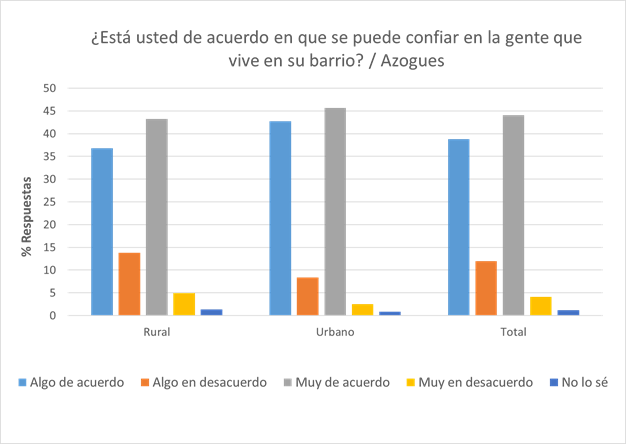 ¿Está usted de acuerdo en que se puede confiar en la gente que
vive en su barrio? / Azogues
% Respuestas
50
45
40
35
30
25
20
15
10
5
0
Rural Urbano Total
Algo de acuerdo Algo en desacuerdo Muy de acuerdo Muy en desacuerdo No lo sé